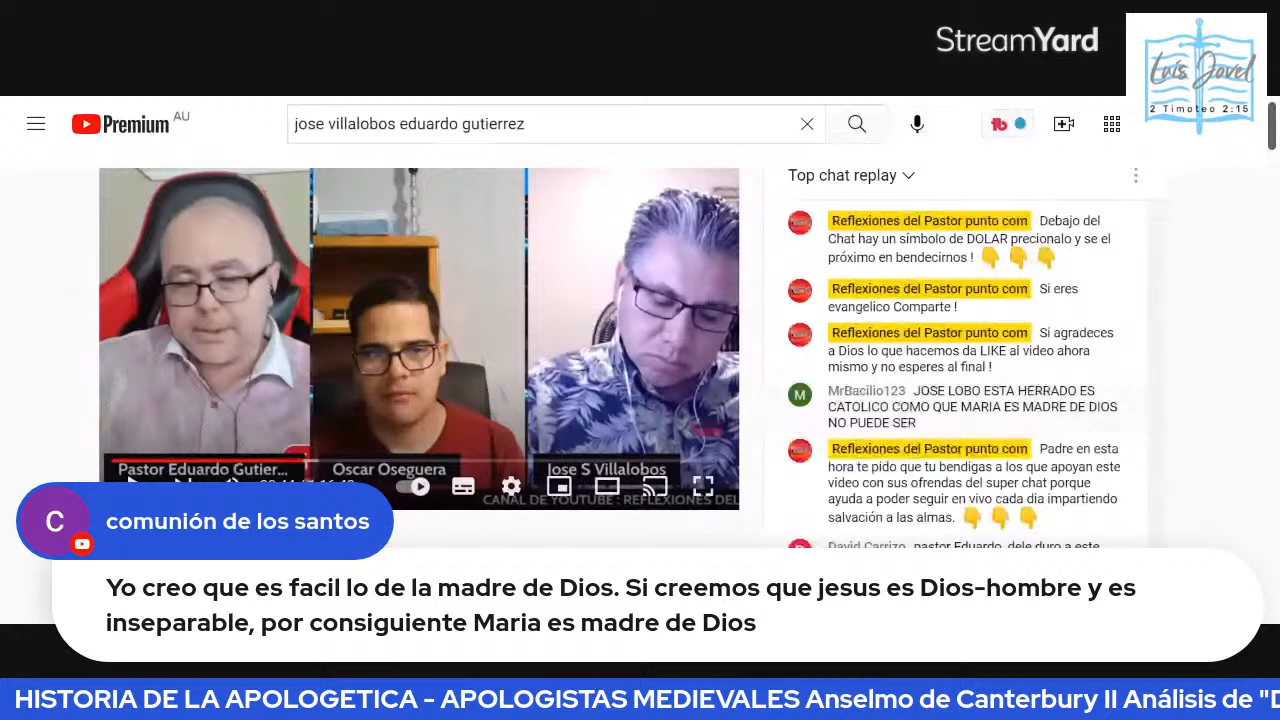 StreamYard
Luis Jovel
2 Timoteo 2:15
Premium AU
jose villalobos eduardo gutierrez
Top chat replay
Reflexiones del Pastor punto com Debajo del
Chat hay un símbolo de DOLAR precionalo y se el
próximo en bendecirnos !
Reflexiones del Pastor punto com Si eres
evangelico Comparte !
Reflexiones del Pastor punto com Si agradeces
a Dios lo que hacemos da LIKE al video ahora
mismo y no esperes al final !
M MrBacilio123 JOSE LOBO ESTA HERRADO ES
CATOLICO COMO QUE MARIA ES MADRE DE DIOS
NO PUEDE SER
Reflexiones del Pastor punto com Padre en esta
hora te pido que tu bendigas a los que apoyan este
video con sus ofrendas del super chat porque
ayuda a poder seguir en vivo cada dia impartiendo
salvación a las almas.
David Carrizo pastor Eduardo, dele duro a este
Pastor Eduardo Gutier...
Oscar Oseguera
Jose S Villalobos
CANAL DE YOUTUBE : REFLEXIONES DEL
C comunión de los santos
Yo creo que es facil lo de la madre de Dios. Si creemos que jesus es Dios-hombre y es
inseparable, por consiguiente Maria es madre de Dios
HISTORIA DE LA APOLOGETICA - APOLOGISTAS MEDIEVALES Anselmo de Canterbury II Análisis de "D